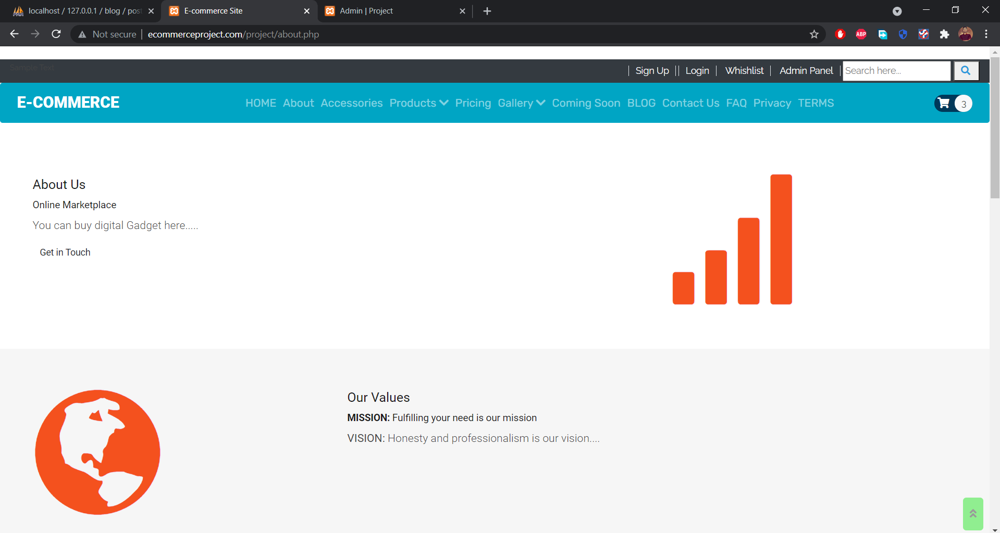 localhost / 127.0.0.1 / blog / post
E-commerce Site
Admin | Project
Not secure | ecommerceproject.com/project/about.php
ABP
Sample Text
| Sign Up || Login | Whishlist | Admin Panel | Search here...
E-COMMERCE HOME About Accessories Products Pricing Gallery Coming Soon BLOG Contact Us FAQ Privacy TERMS 3
About Us
Online Marketplace
You can buy digital Gadget here.....
Get in Touch
Our Values
MISSION: Fulfilling your need is our mission
VISION: Honesty and professionalism is our vision....